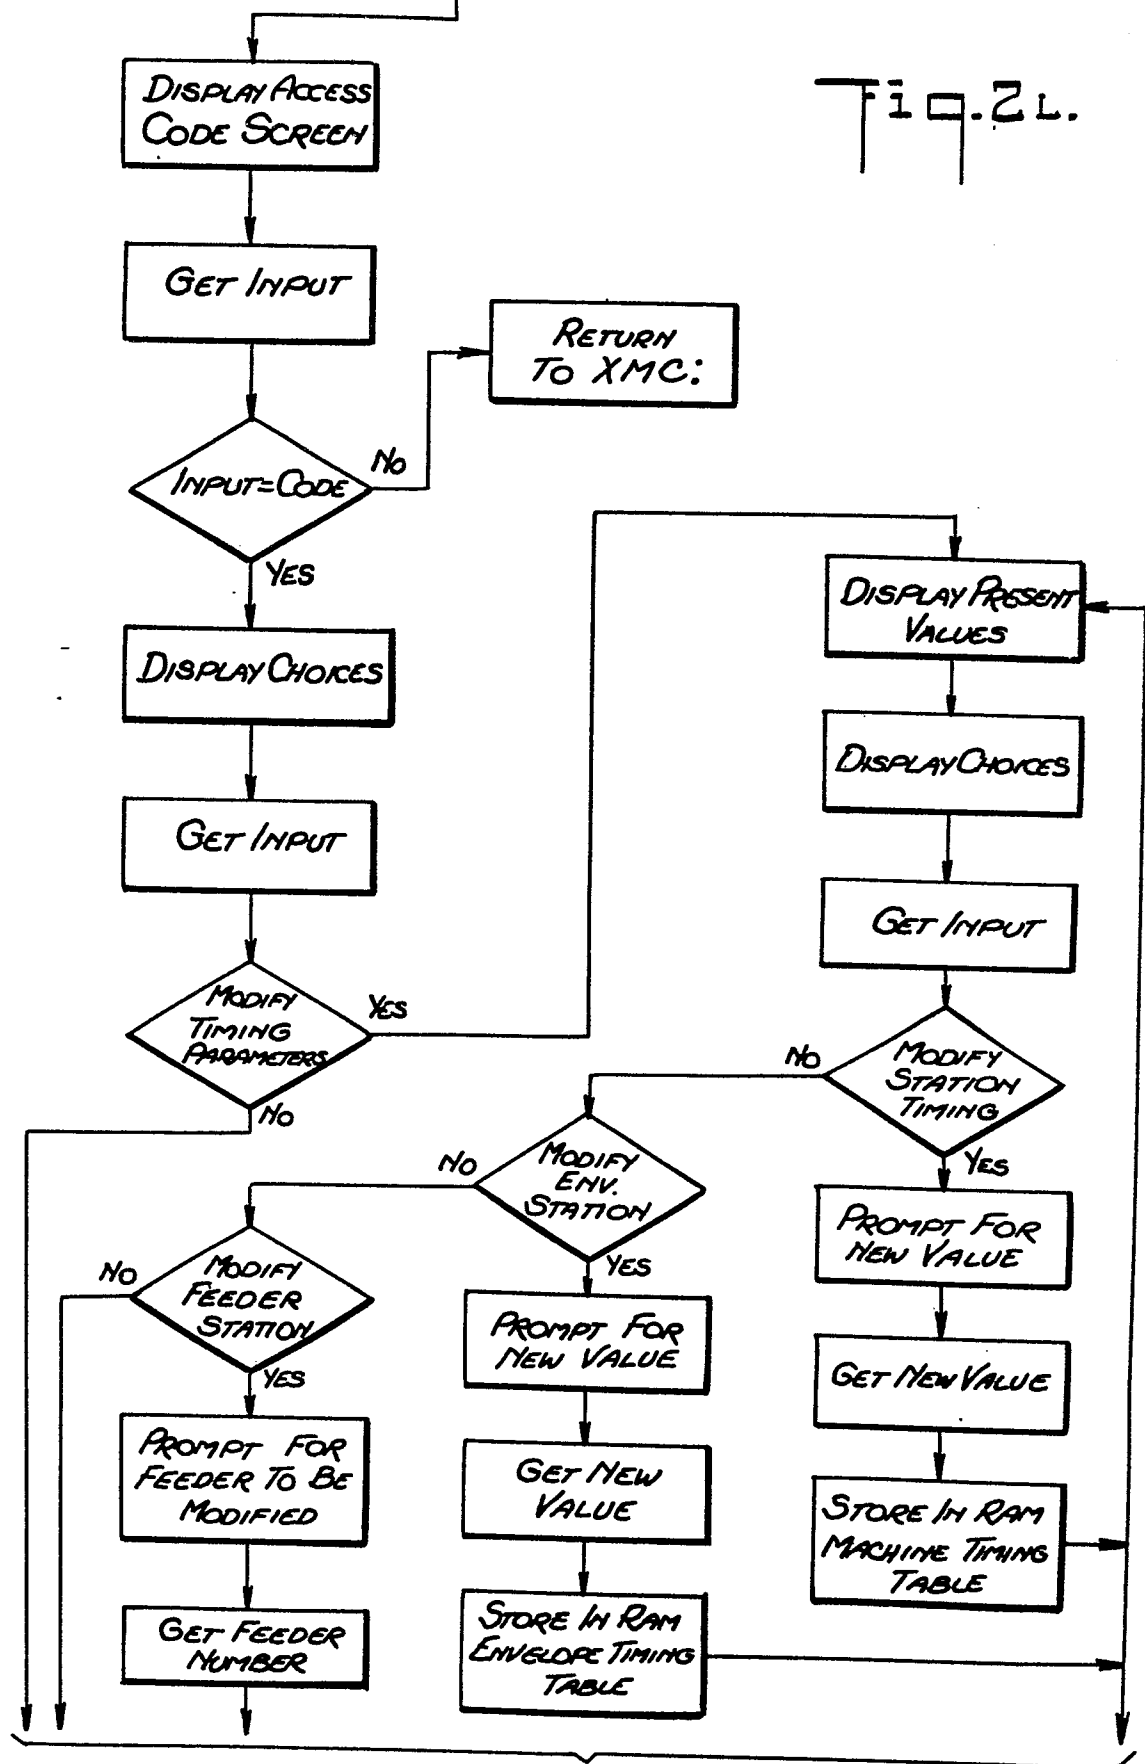 Fig. 2L.
DISPLAY ACCESS
CODE SCREEN
GET INPUT
RETURN
TO XMC:
INPUT=CODE
NO
YES
DISPLAY CHOICES
GET INPUT
MODIFY
TIMING
PARAMETERS
YES
NO
DISPLAY PRESENT
VALUES
DISPLAY CHOICES
GET INPUT
MODIFY
STATION
TIMING
NO
YES
PROMPT FOR
NEW VALUE
GET NEW VALUE
STORE IN RAM
MACHINE TIMING
TABLE
MODIFY
ENV.
STATION
NO
YES
PROMPT FOR
NEW VALUE
GET NEW
VALUE
STORE IN RAM
ENVELOPE TIMING
TABLE
MODIFY
FEEDER
STATION
NO
YES
PROMPT FOR
FEEDER TO BE
MODIFIED
GET FEEDER
NUMBER